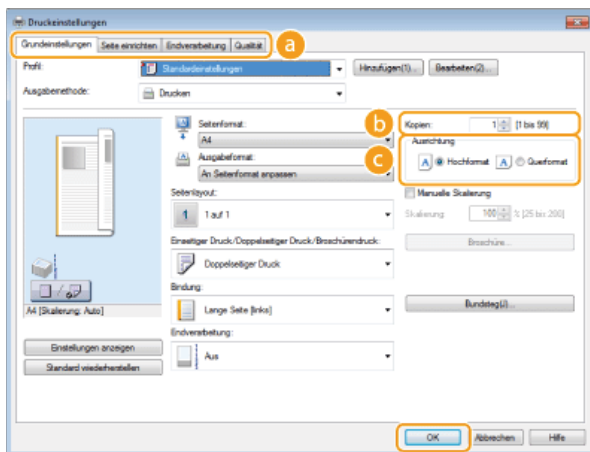 Druckeinstellungen
Grundeinstellungen Seite einrichten Endverarbeitung Qualität
a
Profil: Standardeinstellungen Hinzufügen(1)... Bearbeiten(2)...
Ausgabemethode: Drucken
b
Seitenformat: Kopien: 1 [1 bis 99]
A4 Ausrichtung
c
Ausgabeformat: A Hochformat A Querformat
An Seitenformat anpassen
Seitenlayout: Manuelle Skalierung
1 1 auf 1 Skalierung: 100 % [25 bis 200]
Einseitiger Druck/Doppelseitiger Druck/Broschürendruck: Broschüre...
Doppelseitiger Druck
Bindung:
A4 [Skalierung: Auto] Lange Seite [links] Bundsteg(J)...
Endverarbeitung:
Einstellungen anzeigen Aus
Standard wiederherstellen
OK Abbrechen Hilfe